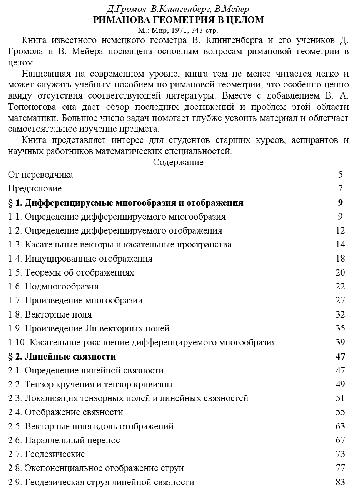 Д.Громол В.Клингенберг, В.Мейер
РИМАНОВА ГЕОМЕТРИЯ В ЦЕЛОМ
М.: Мир, 1971, 343 стр.
Книга известного немецкого геометра В. Клингенберга и его учеников Д.
Громола и В. Мейера посвящена основным вопросам римановой геометрии в
целом.
Написанная на современном уровне, книга тем не менее читается легко и
может служить учебным пособием по римановой геометрии, что особенно ценно
ввиду отсутствия соответствующей литературы. Вместе с добавлением В. А.
Топоногова она дает обзор последних достижений и проблем этой области
математики. Большое число задач помогает глубже усвоить материал и облегчает
самостоятельное изучение предмета.
Книга представляет интерес для студентов старших курсов, аспирантов и
научных работников математических специальностей.
Содержание
От переводчика 5
Предисловие 7
§ 1. Дифференцируемые многообразия и отображения 9
1.1. Определение дифференцируемого многообразия 9
1.2. Определение дифференцируемого отображения 12
1.3. Касательные векторы и касательные пространства 14
1.4. Индуцированные отображения 18
1.5. Теоремы об отображениях 20
1.6. Подмногообразия 22
1.7. Произведение многообразий 27
1.8. Векторные поля 32
1.9. Произведение Ли векторных полей 35
1.10. Касательное расслоение дифференцируемого многообразия 39
§ 2. Линейные связности 47
2.1. Определение линейной связности 47
2.2. Тензор кручения и тензор кривизны 49
2.3. Локализация тензорных полей и линейных связностей 51
2.4. Отображение связности 55
2.5. Векторные поля вдоль отображений 63
2.6. Параллельный перенос 67
2.7. Геодезические 73
2.8. Экспоненциальное отображение струи 77
2.9. Геодезическая струя линейной связности 83